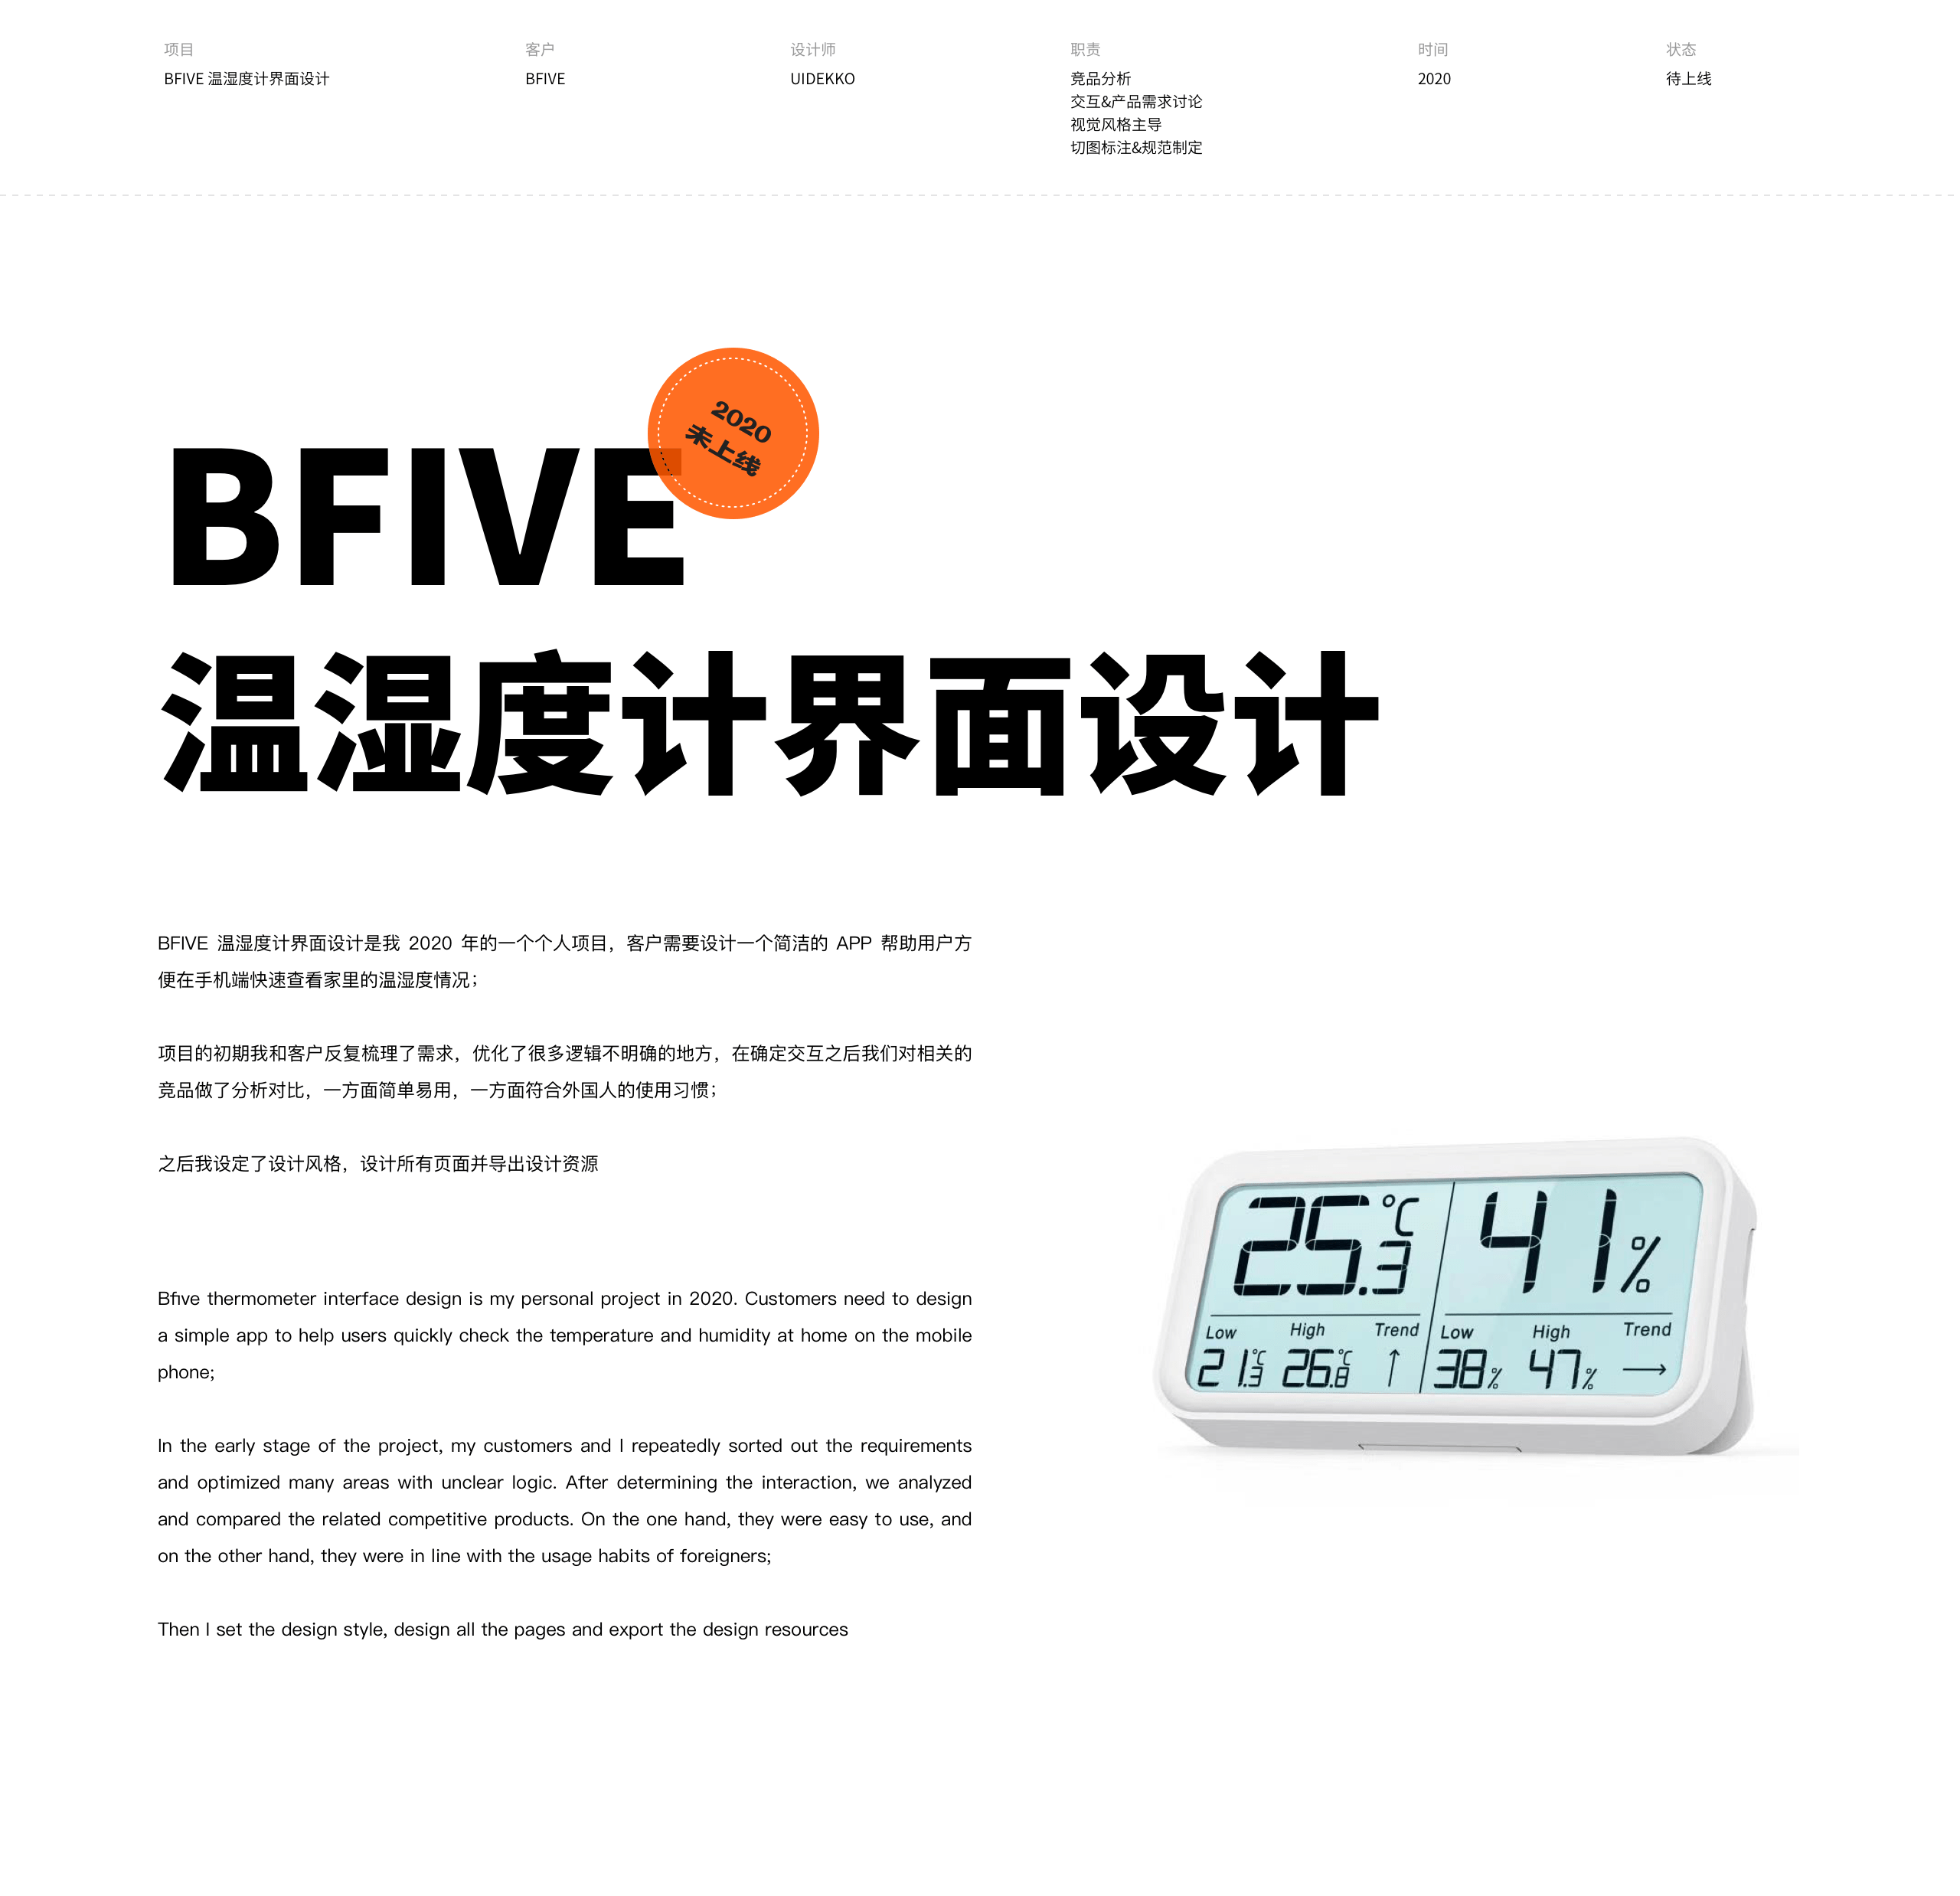 项目
BFIVE 温湿度计界面设计
客户
BFIVE
设计师
UIDEKKO
职责
竞品分析
交互&产品需求讨论
视觉风格主导
切图标注&规范制定
时间
2020
状态
待上线
2020
未上线
BFIVE
温湿度计界面设计
BFIVE 温湿度计界面设计是我 2020 年的一个个人项目，客户需要设计一个简洁的 APP 帮助用户方
便在手机端快速查看家里的温湿度情况；
项目的初期我和客户反复梳理了需求，优化了很多逻辑不明确的地方，在确定交互之后我们对相关的
竞品做了分析对比，一方面简单易用，一方面符合外国人的使用习惯；
之后我设定了设计风格，设计所有页面并导出设计资源
Bfive thermometer interface design is my personal project in 2020. Customers need to design
a simple app to help users quickly check the temperature and humidity at home on the mobile
phone;
In the early stage of the project, my customers and I repeatedly sorted out the requirements
and optimized many areas with unclear logic. After determining the interaction, we analyzed
and compared the related competitive products. On the one hand, they were easy to use, and
on the other hand, they were in line with the usage habits of foreigners;
Then I set the design style, design all the pages and export the design resources
25.3℃ 41%
Low High Trend Low High Trend
21.3℃ 26.8℃ ↑ 38% 47% →